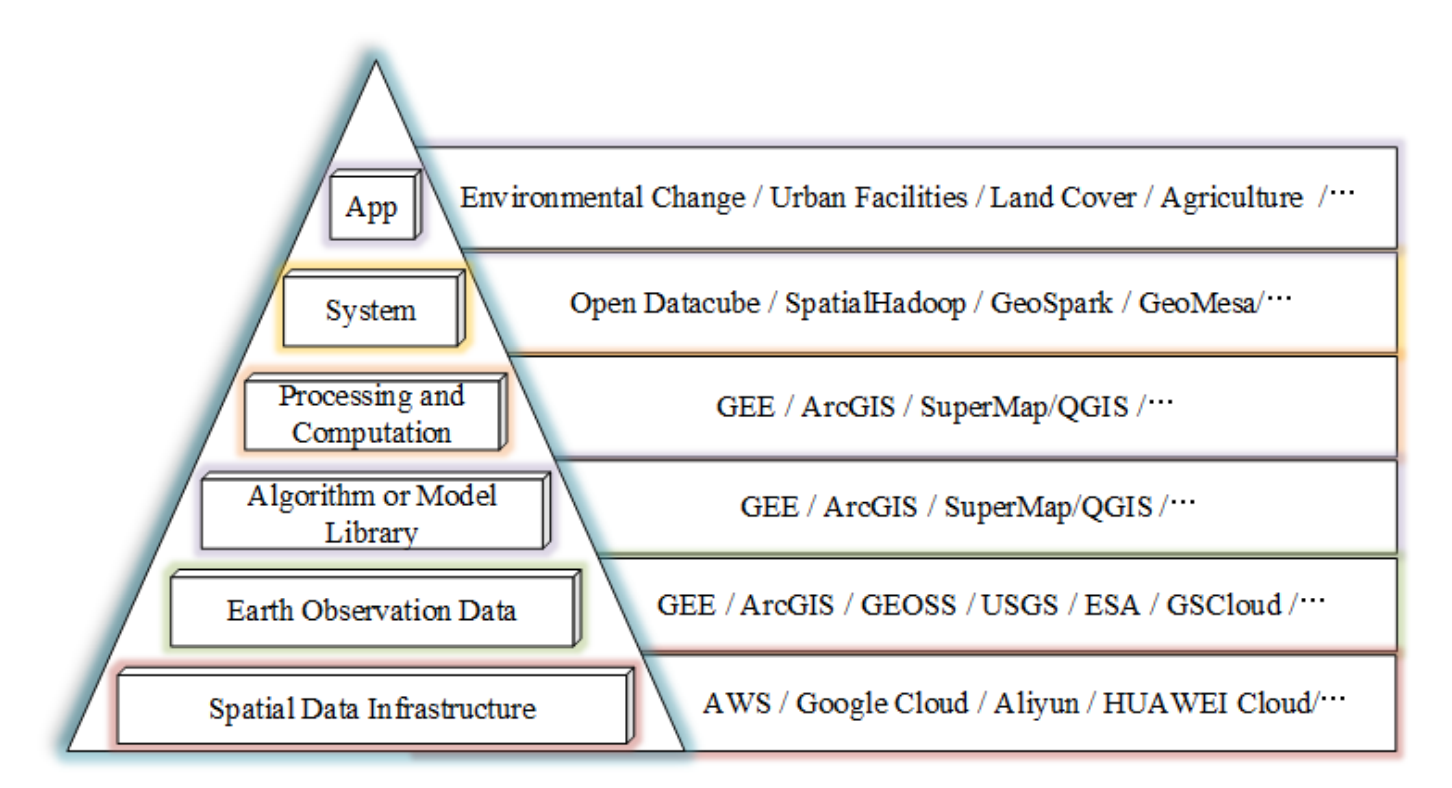 App
Environmental Change / Urban Facilities / Land Cover / Agriculture /···
System
Open Datacube / SpatialHadoop / GeoSpark / GeoMesa/···
Processing and
Computation
GEE / ArcGIS / SuperMap/QGIS /···
Algorithm or Model
Library
GEE / ArcGIS / SuperMap/QGIS /···
Earth Observation Data
GEE / ArcGIS / GEOSS / USGS / ESA / GSCloud /···
Spatial Data Infrastructure
AWS / Google Cloud / Aliyun / HUAWEI Cloud/···